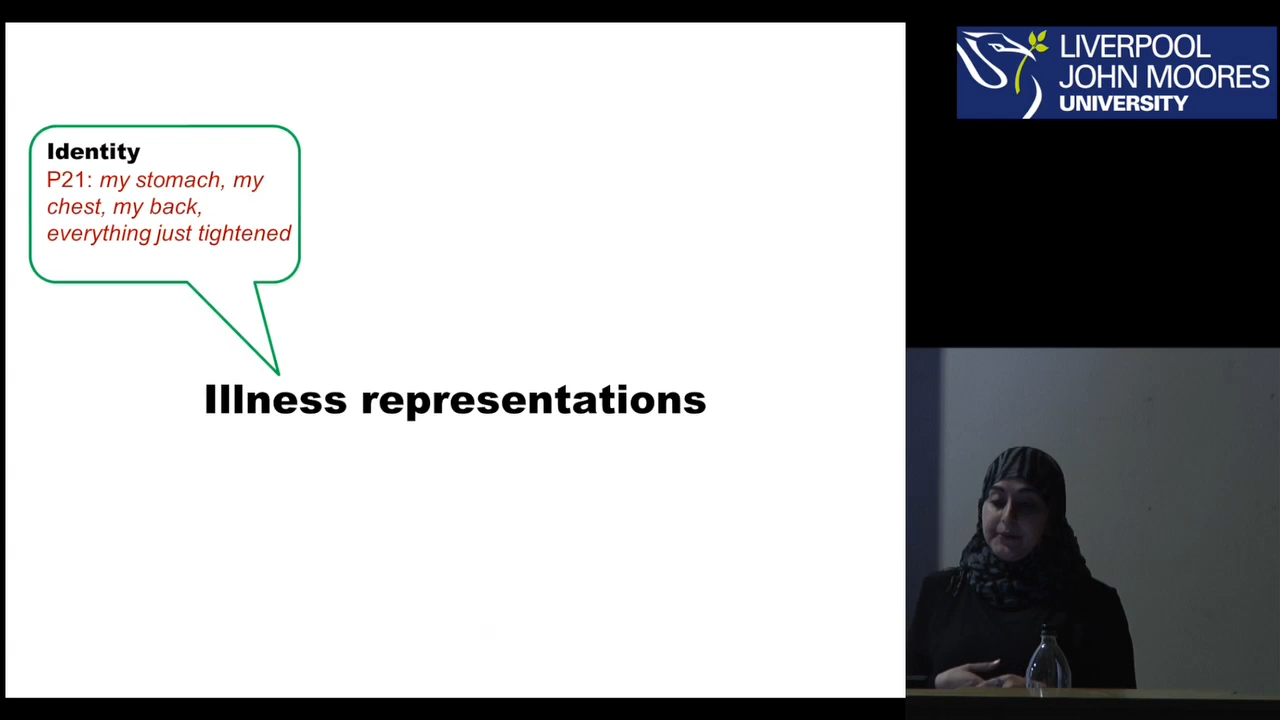 LIVERPOOL
JOHN MOORES
UNIVERSITY
Identity
P21: my stomach, my
chest, my back,
everything just tightened
Illness representations